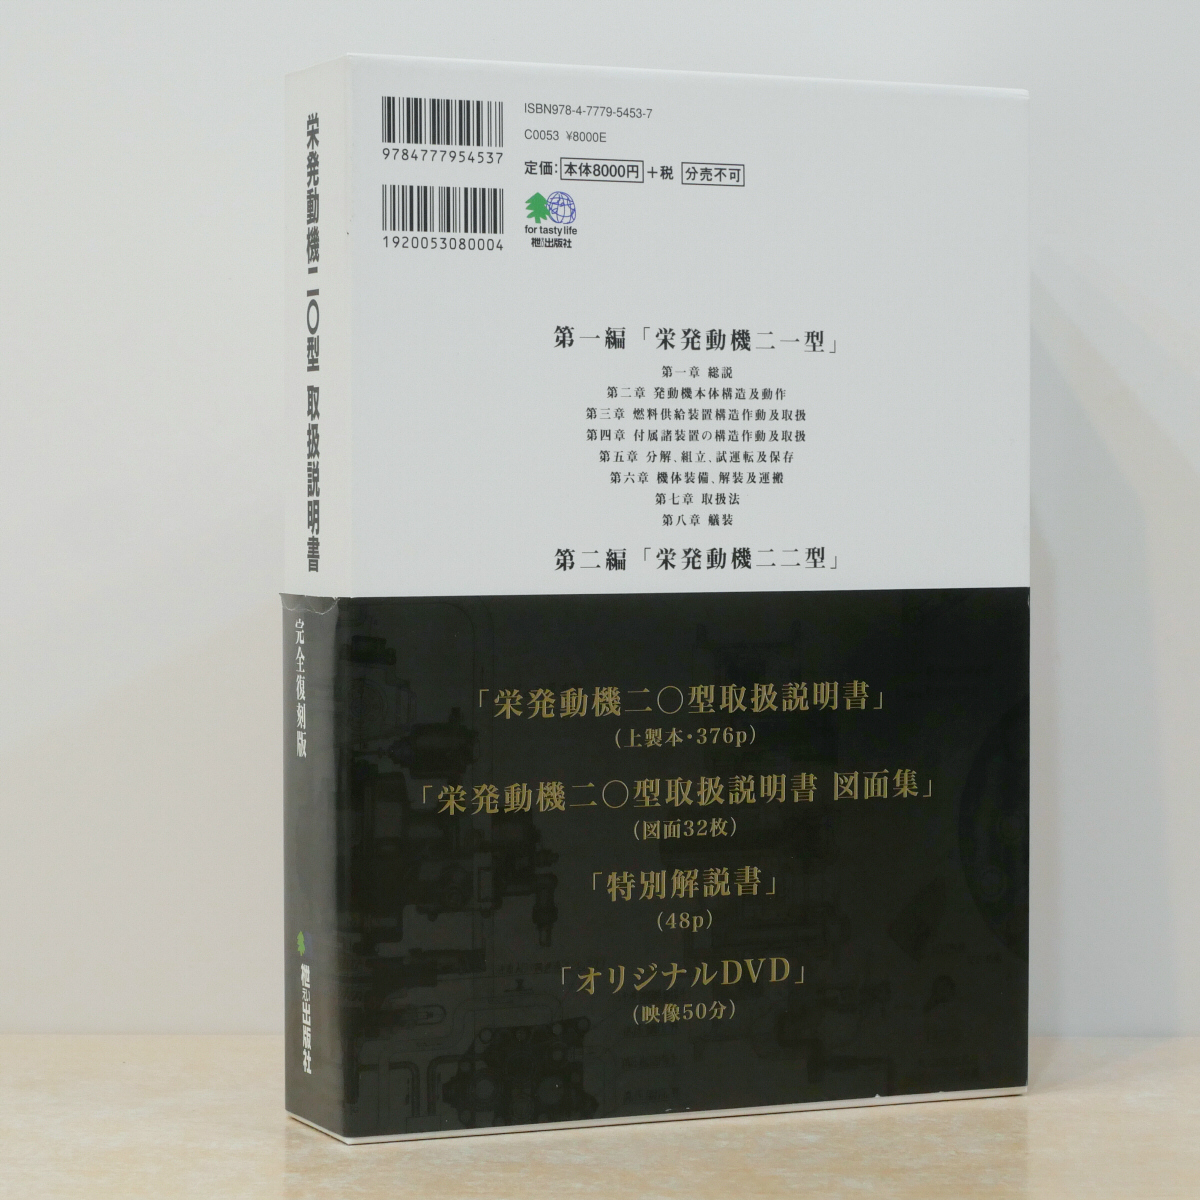 栄発動機二〇型 取扱説明書
完全復刻版
枻出版社
ISBN978-4-7779-5453-7
C0053 ¥8000E
定価：本体8000円＋税 分売不可
9784777954537
1920053080004
for tasty life
枻出版社
第一編「栄発動機二一型」
第一章 総説
第二章 発動機本体構造及動作
第三章 燃料供給装置構造作動及取扱
第四章 付属諸装置の構造作動及取扱
第五章 分解、組立、試運転及保存
第六章 機体装備、解装及運搬
第七章 取扱法
第八章 艤装
第二編「栄発動機二二型」
「栄発動機二〇型取扱説明書」
（上製本・376p）
「栄発動機二〇型取扱説明書 図面集」
（図面32枚）
「特別解説書」
（48p）
「オリジナルDVD」
（映像50分）